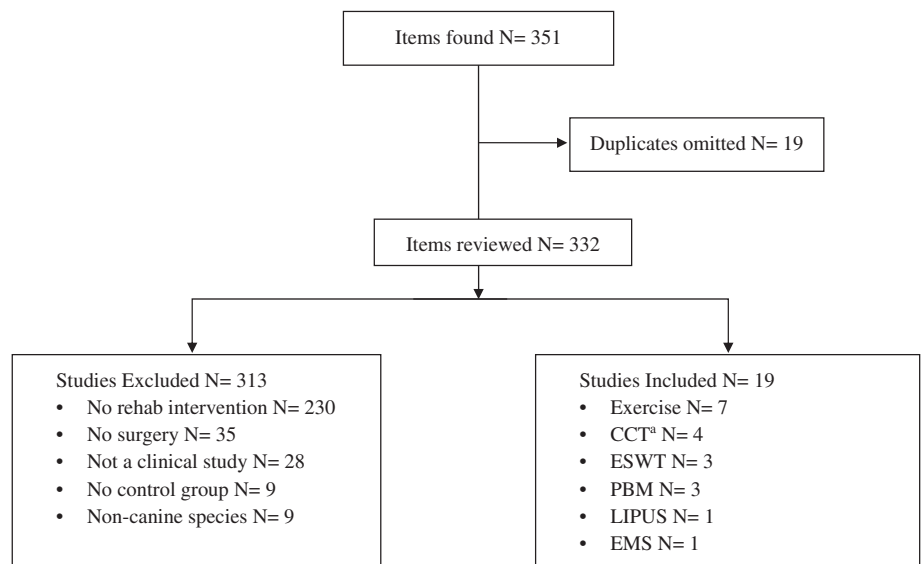 Items found N= 351
Duplicates omitted N= 19
Items reviewed N= 332
Studies Excluded N= 313
• No rehab intervention N= 230
• No surgery N= 35
• Not a clinical study N= 28
• No control group N= 9
• Non-canine species N= 9
Studies Included N= 19
• Exercise N= 7
• CCTᵃ N= 4
• ESWT N= 3
• PBM N= 3
• LIPUS N= 1
• EMS N= 1